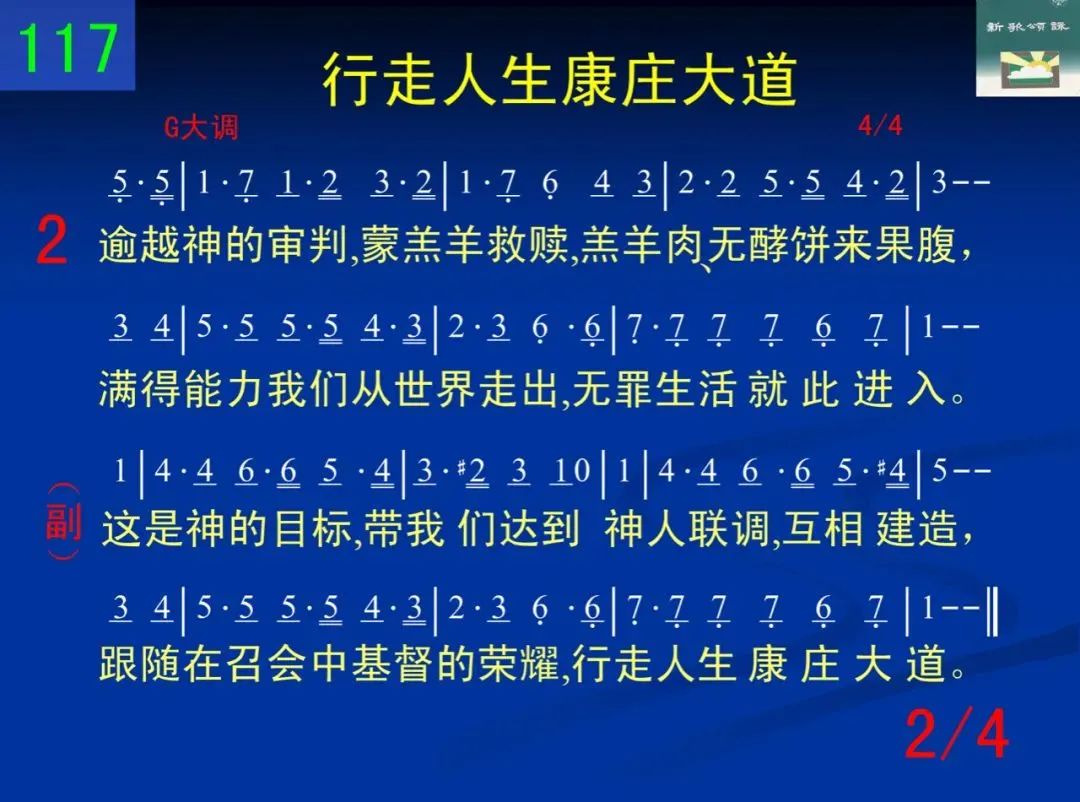 117
新歌颂咏
行走人生康庄大道
G大调 4/4
5·5|1·7 1·2 3·2|1·7 6 4 3|2·2 5·5 4·2|3--
2 逾越神的审判,蒙羔羊救赎,羔羊肉、无酵饼来果腹，
3 4|5·5 5·5 4·3|2·3 6·6|7·7 7 7 6 7|1--
满得能力我们从世界走出,无罪生活就此进入。
1|4·4 6·6 5·4|3·#2 3 10|1|4·4 6·6 5·#4|5--
（副） 这是神的目标,带我们达到 神人联调,互相建造，
3 4|5·5 5·5 4·3|2·3 6·6|7·7 7 7 6 7|1--‖
跟随在召会中基督的荣耀,行走人生康庄大道。
2/4